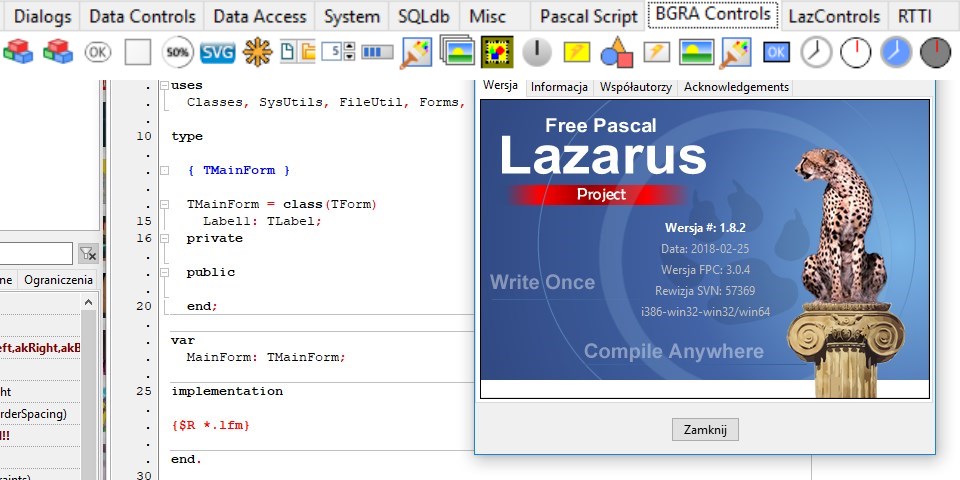 Dialogs Data Controls Data Access System SQLdb Misc Pascal Script BGRA Controls LazControls RTTI
OK 50% SVG 5 OK
Wersja Informacja Współautorzy Acknowledgements
uses
Classes, SysUtils, FileUtil, Forms,
10 type
{ TMainForm }
TMainForm = class(TForm)
15 Label1: TLabel;
16 private
public
20 end;
var
MainForm: TMainForm;
25 implementation
{$R *.lfm}
end.
30
ne Ograniczenia
eft,akRight,akB
ht
rderSpacing)
!!
raints)
Free Pascal
Lazarus
Project
Wersja #: 1.8.2
Data: 2018-02-25
Wersja FPC: 3.0.4
Rewizja SVN: 57369
i386-win32-win32/win64
Write Once
Compile Anywhere
Zamknij